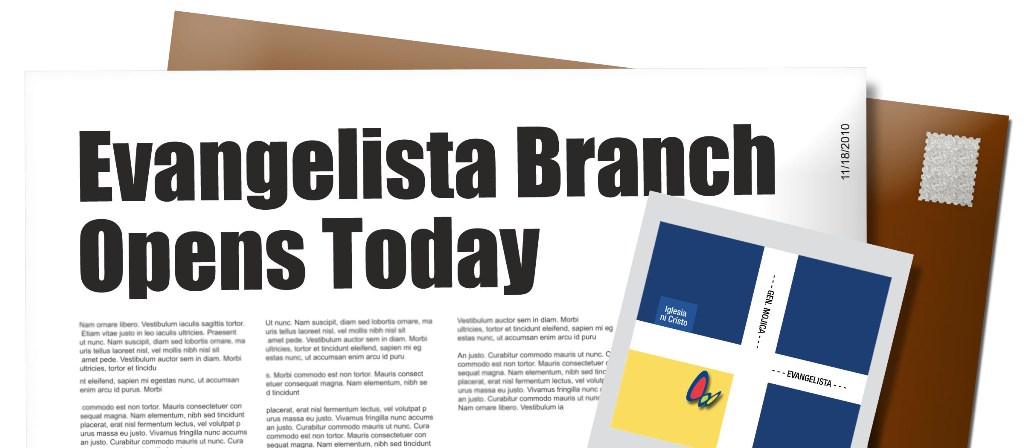 Evangelista Branch
Opens Today
11/18/2010
Nam ornare libero. Vestibulum iaculis sagittis tortor.
Etiam vitae justo in leo iaculis ultricies. Praesent
ut nunc. Nam suscipit, diam sed lobortis ornare, ma
uris tellus laoreet nisl, vel mollis nibh nisl sit
amet pede. Vestibulum auctor sem in diam. Morbi
ultricies, tortor et tincidu
nt eleifend, sapien mi egestas nunc, ut accumsan
enim arcu id purus. Morbi
commodo est non tortor. Mauris consectetuer con
sequat magna. Nam elementum, nibh sed tincidunt
placerat, erat nisl fermentum lectus, vel volutpat p
urus massa eu tortor. Vivamus fringilla nunc accums
an justo. Curabitur commodo mauris ut nunc. Cura
Ut nunc. Nam suscipit, diam sed lobortis ornare, ma
uris tellus laoreet nisl, vel mollis nibh nisl sit
amet pede. Vestibulum auctor sem in diam. Morbi
ultricies, tortor et tincidunt eleifend, sapien mi eg
estas nunc, ut accumsan enim arcu id puru
s. Morbi commodo est non tortor. Mauris consect
etuer consequat magna. Nam elementum, nibh se
d tincidunt
placerat, erat nisl fermentum lectus, vel volutpat p
urus massa eu tortor. Vivamus fringilla nunc accums
an justo. Curabitur commodo mauris ut nunc. Cura
commodo est non tortor. Mauris consectetuer con
sequat magna. Nam elementum, nibh sed tincidunt
Vestibulum auctor sem in diam. Morbi
ultricies, tortor et tincidunt eleifend, sapien mi eg
estas nunc, ut accumsan enim arcu id puru
An justo. Curabitur commodo mauris ut nunc. C
commodo est non tortor. Mauris consectetuer
sequat magna. Nam elementum, nibh sed tinc
placerat, erat nisl fermentum lectus, vel volu
urus massa eu tortor. Vivamus fringilla nunc
an justo. Curabitur commodo mauris ut nu
Nam ornare libero. Vestibulum ia
Iglesia
ni Cristo
- - - GEN. MOJICA - - -
- - - EVANGELISTA - - -